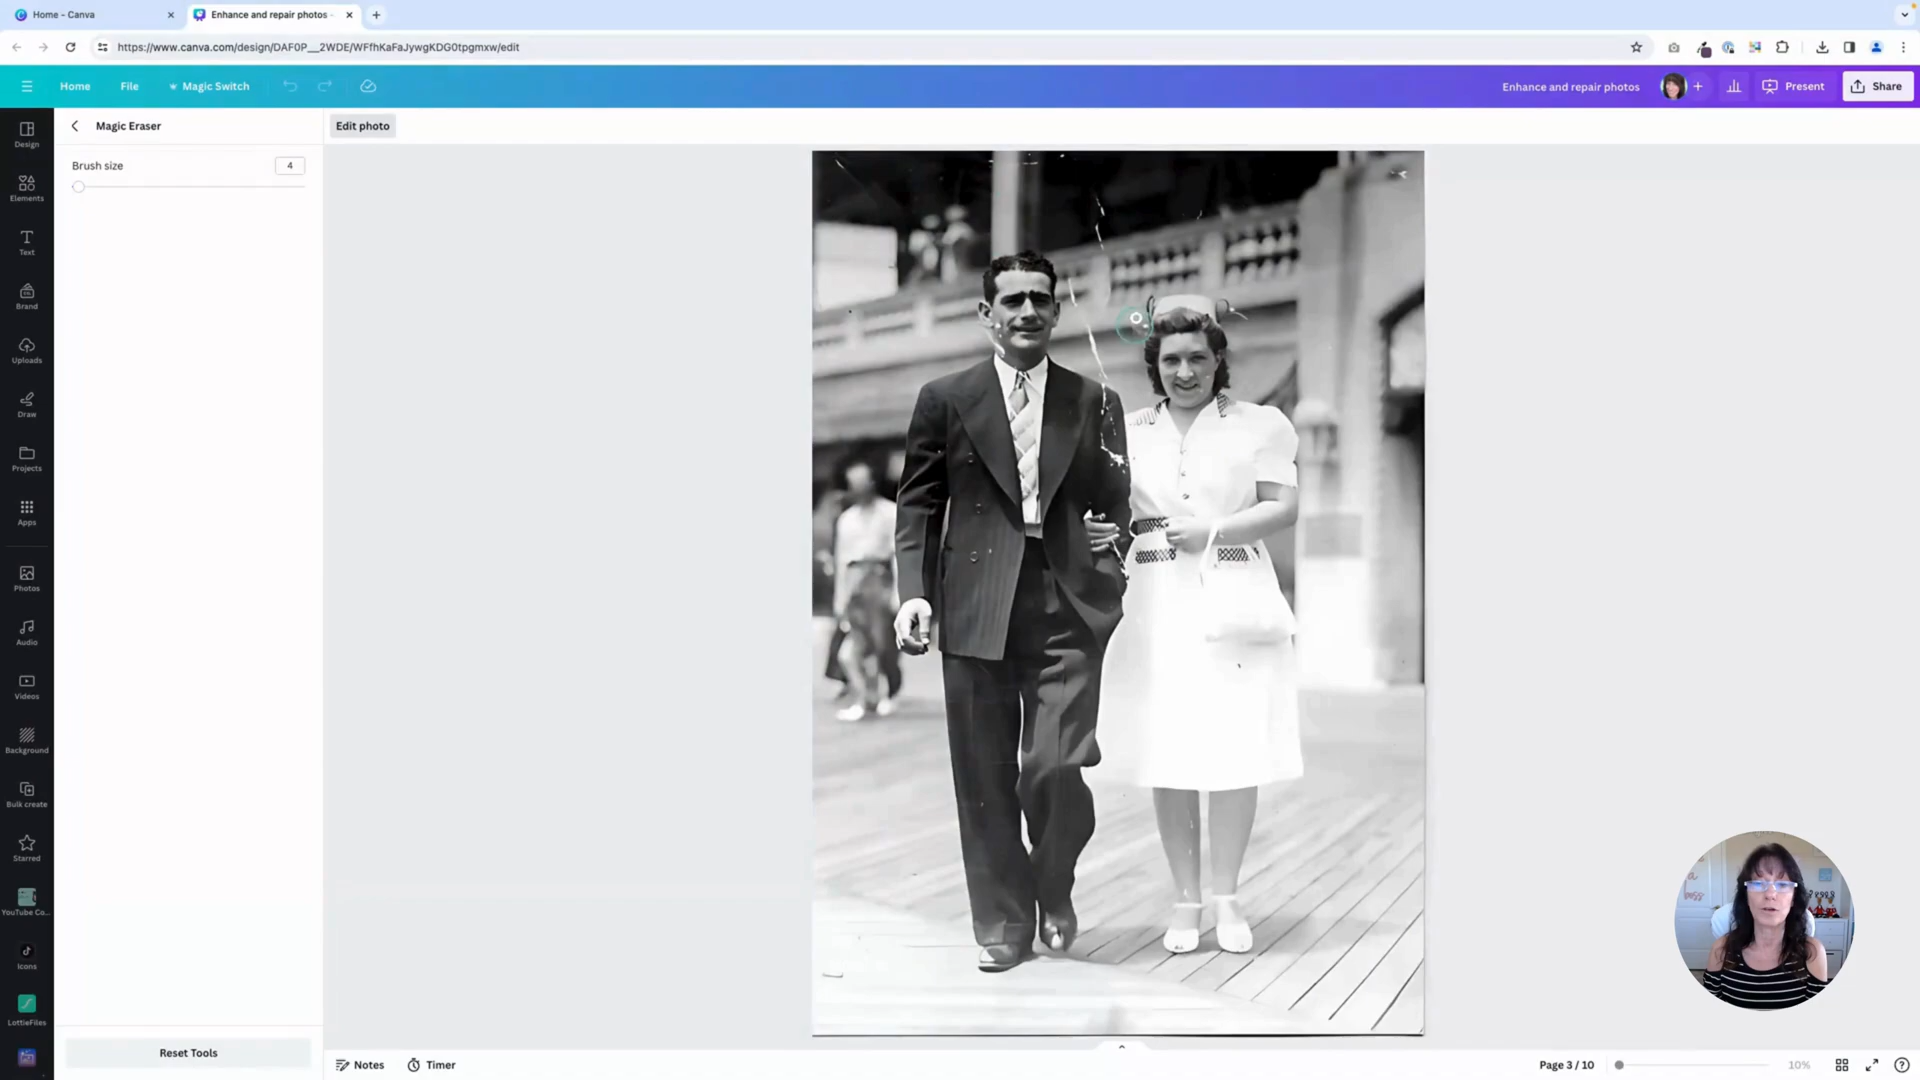 Home – Canva
Enhance and repair photos -
https://www.canva.com/design/DAF0P__2WDE/WFfhKaFaJywgKDG0tpgmxw/edit
Home
File
Magic Switch
Enhance and repair photos
Present
Share
Design
Elements
Text
Brand
Uploads
Draw
Projects
Apps
Photos
Audio
Videos
Background
Bulk create
Starred
YouTube Co...
Icons
LottieFiles
Magic Eraser
Brush size
4
Edit photo
Reset Tools
Notes
Timer
Page 3 / 10
10%